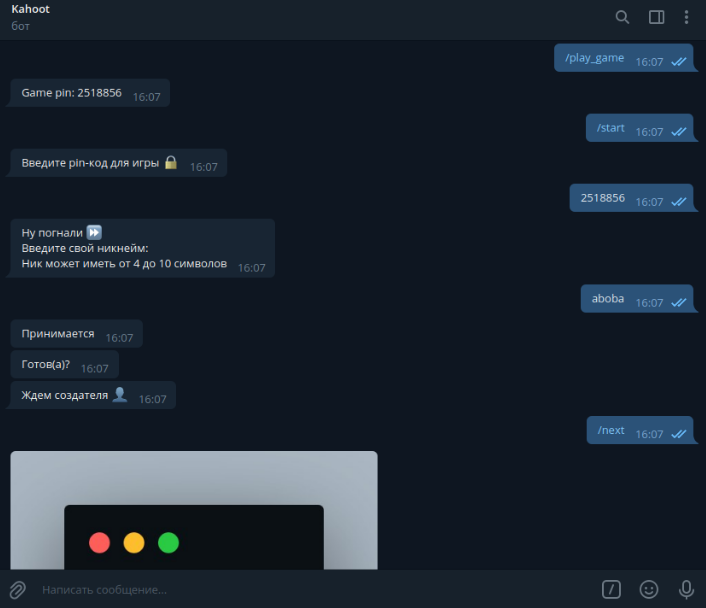 Kahoot
бот
/play_game 16:07
Game pin: 2518856 16:07
/start 16:07
Введите pin-код для игры 🔒 16:07
2518856 16:07
Ну погнали ⏩
Введите свой никнейм:
Ник может иметь от 4 до 10 символов 16:07
aboba 16:07
Принимается 16:07
Готов(а)? 16:07
Ждем создателя 👤 16:07
/next 16:07
Написать сообщение...